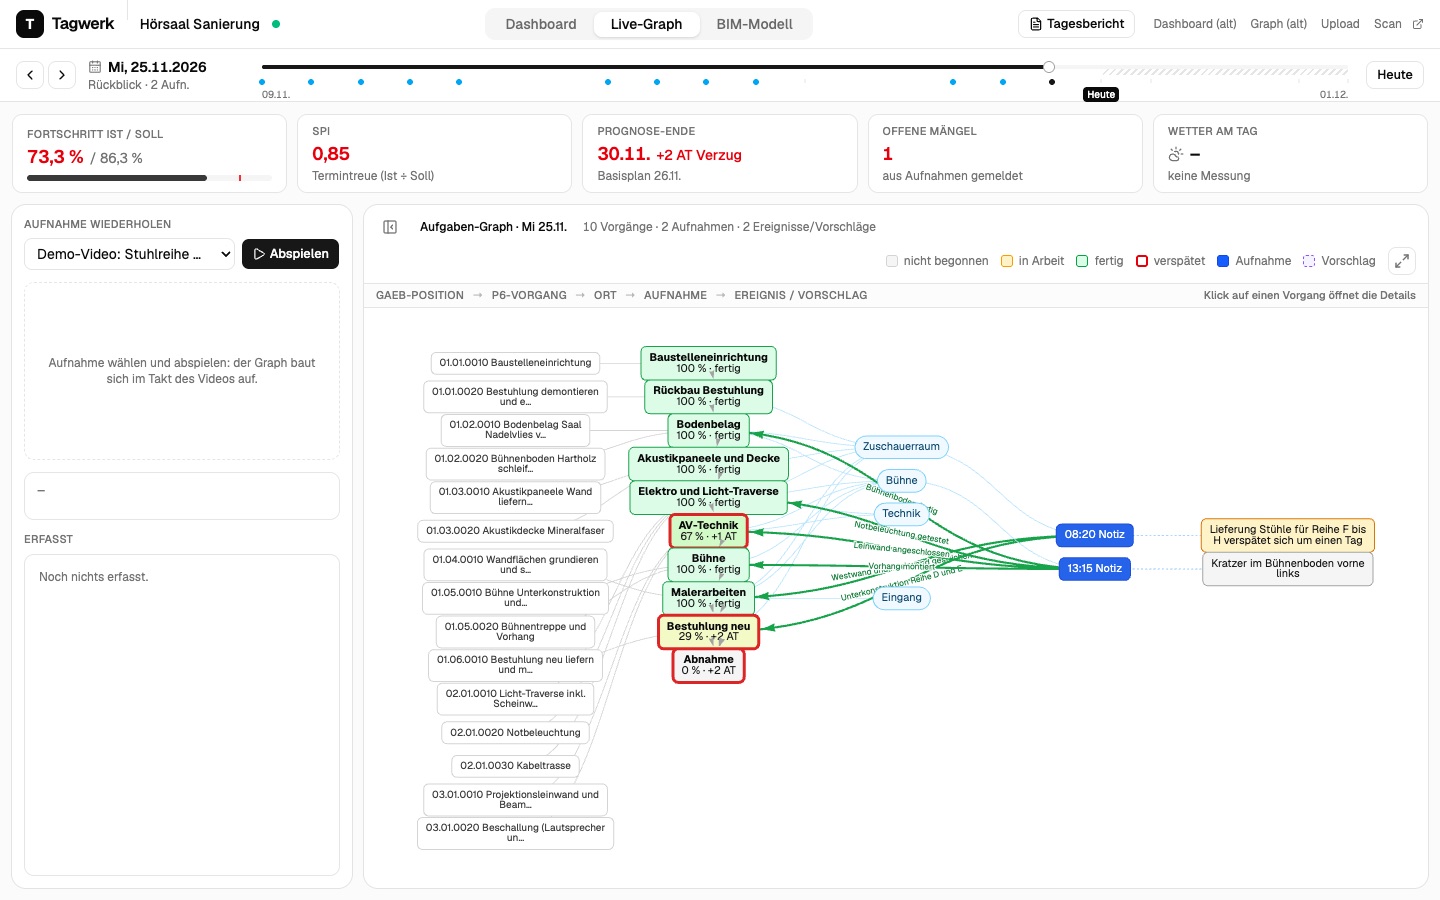 T Tagwerk
Hörsaal Sanierung
Dashboard
Live-Graph
BIM-Modell
Tagesbericht
Dashboard (alt)
Graph (alt)
Upload
Scan
Mi, 25.11.2026
Rückblick · 2 Aufn.
09.11.
Heute
01.12.
Heute
FORTSCHRITT IST / SOLL
73,3 % / 86,3 %
SPI
0,85
Termintreue (Ist ÷ Soll)
PROGNOSE-ENDE
30.11. +2 AT Verzug
Basisplan 26.11.
OFFENE MÄNGEL
1
aus Aufnahmen gemeldet
WETTER AM TAG
–
keine Messung
AUFNAHME WIEDERHOLEN
Demo-Video: Stuhlreihe ...
Abspielen
Aufnahme wählen und abspielen: der Graph baut
sich im Takt des Videos auf.
–
ERFASST
Noch nichts erfasst.
Aufgaben-Graph · Mi 25.11.
10 Vorgänge · 2 Aufnahmen · 2 Ereignisse/Vorschläge
nicht begonnen
in Arbeit
fertig
verspätet
Aufnahme
Vorschlag
GAEB-POSITION → P6-VORGANG → ORT → AUFNAHME → EREIGNIS / VORSCHLAG
Klick auf einen Vorgang öffnet die Details
01.01.0010 Baustelleneinrichtung
01.01.0020 Bestuhlung demontieren
und e...
01.02.0010 Bodenbelag Saal
Nadelvlies v...
01.02.0020 Bühnenboden Hartholz
schleif...
01.03.0010 Akustikpaneele Wand
liefern...
01.03.0020 Akustikdecke Mineralfaser
01.04.0010 Wandflächen grundieren
und s...
01.05.0010 Bühne Unterkonstruktion
und...
01.05.0020 Bühnentreppe und
Vorhang
01.06.0010 Bestuhlung neu liefern
und m...
02.01.0010 Licht-Traverse inkl.
Scheinw...
02.01.0020 Notbeleuchtung
02.01.0030 Kabeltrasse
03.01.0010 Projektionsleinwand und
Beam...
03.01.0020 Beschallung (Lautsprecher
un...
Baustelleneinrichtung
100 % · fertig
Rückbau Bestuhlung
100 % · fertig
Bodenbelag
100 % · fertig
Akustikpaneele und Decke
100 % · fertig
Elektro und Licht-Traverse
100 % · fertig
AV-Technik
67 % · +1 AT
Bühne
100 % · fertig
Malerarbeiten
100 % · fertig
Bestuhlung neu
29 % · +2 AT
Abnahme
0 % · +2 AT
Zuschauerraum
Bühne
Technik
Eingang
Notbeleuchtung getestet
Leinwand angeschlossen
Vorhang montiert
Westwand
08:20 Notiz
13:15 Notiz
Lieferung Stühle für Reihe F bis
H verspätet sich um einen Tag
Kratzer im Bühnenboden vorne
links